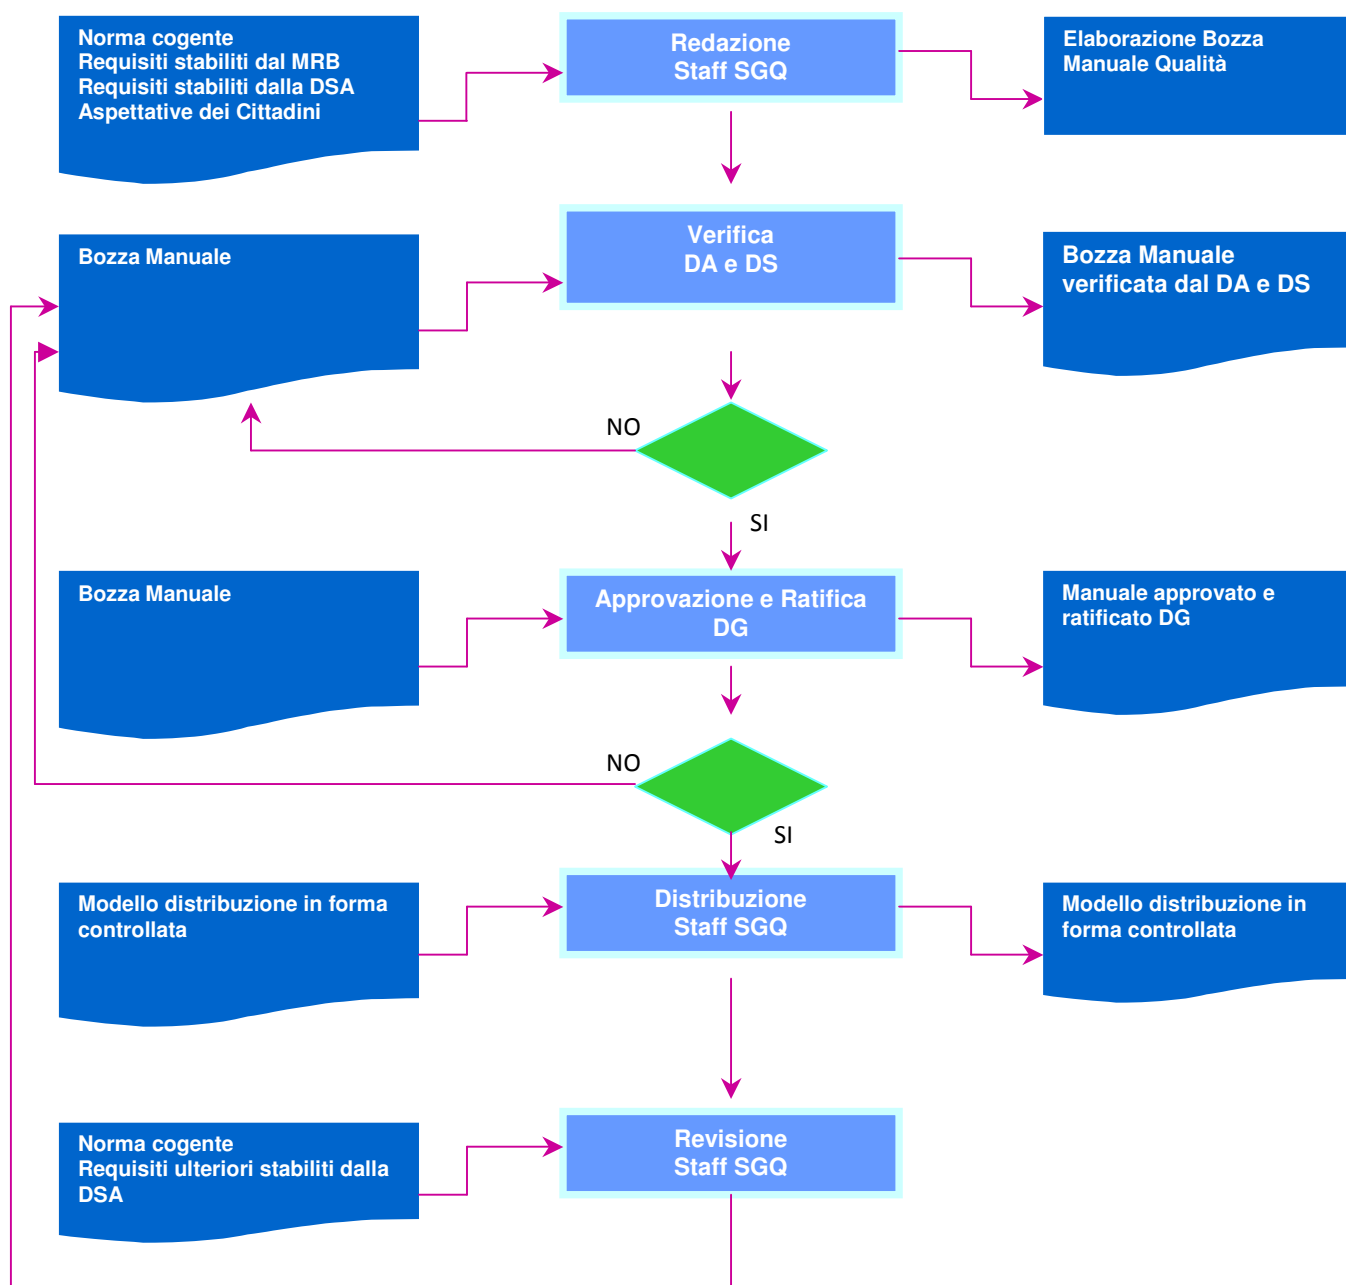 Norma cogente
Requisiti stabiliti dal MRB
Requisiti stabiliti dalla DSA
Aspettative dei Cittadini
Redazione
Staff SGQ
Elaborazione Bozza
Manuale Qualità
Bozza Manuale
Verifica
DA e DS
Bozza Manuale
verificata dal DA e DS
NO
SI
Bozza Manuale
Approvazione e Ratifica
DG
Manuale approvato e
ratificato DG
NO
SI
Modello distribuzione in forma
controllata
Distribuzione
Staff SGQ
Modello distribuzione in
forma controllata
Norma cogente
Requisiti ulteriori stabiliti dalla
DSA
Revisione
Staff SGQ